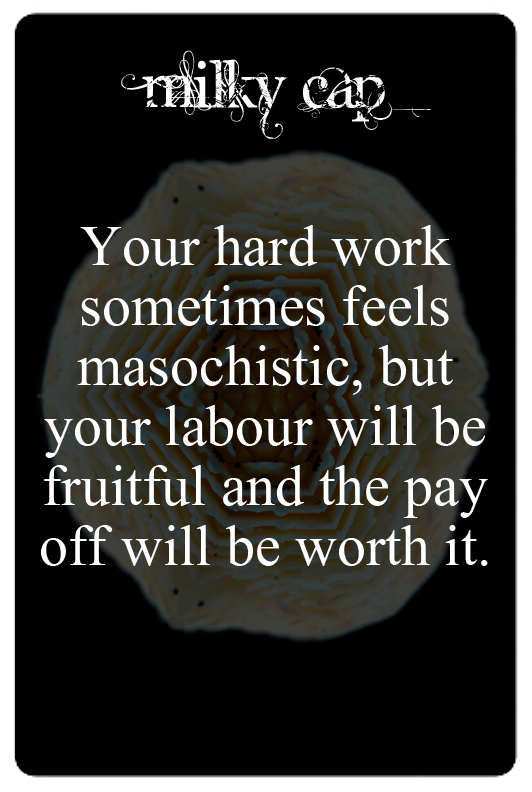 milky cap
Your hard work
sometimes feels
masochistic, but
your labour will be
fruitful and the pay
off will be worth it.